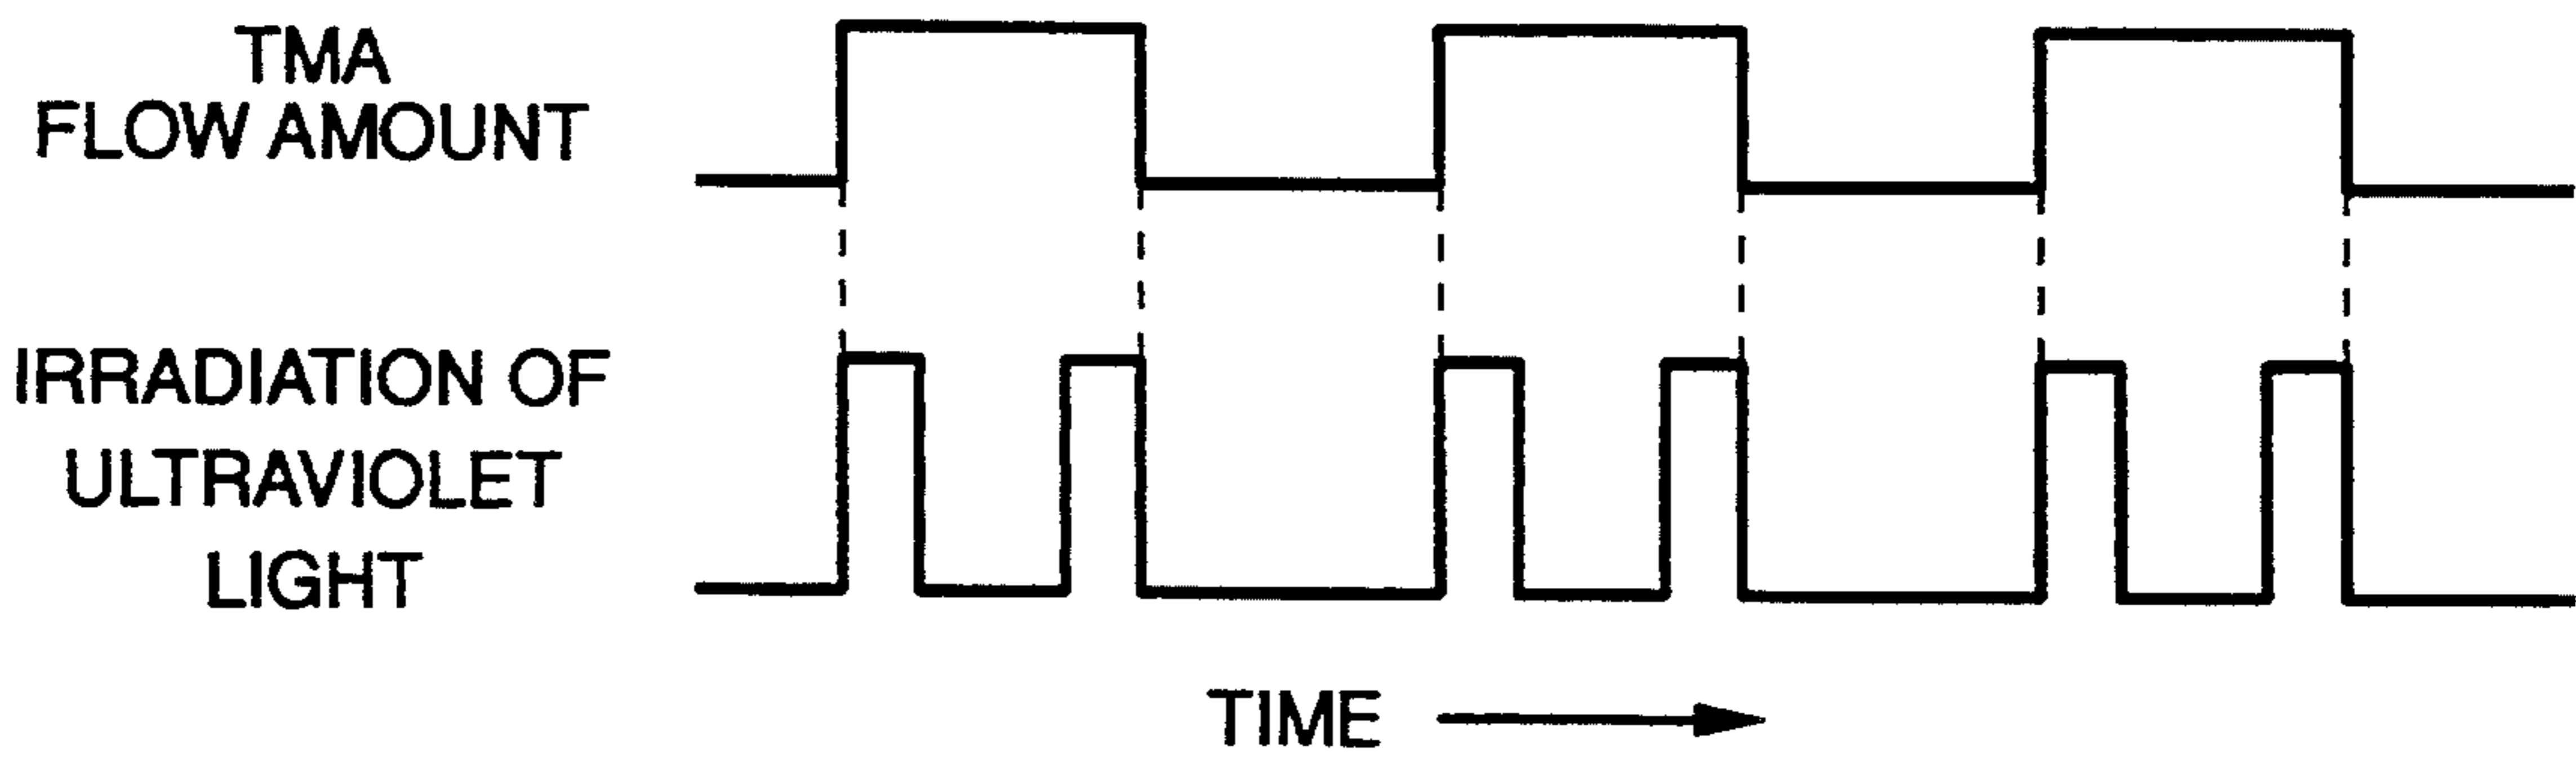 TMA
FLOW AMOUNT
IRRADIATION OF
ULTRAVIOLET
LIGHT
TIME